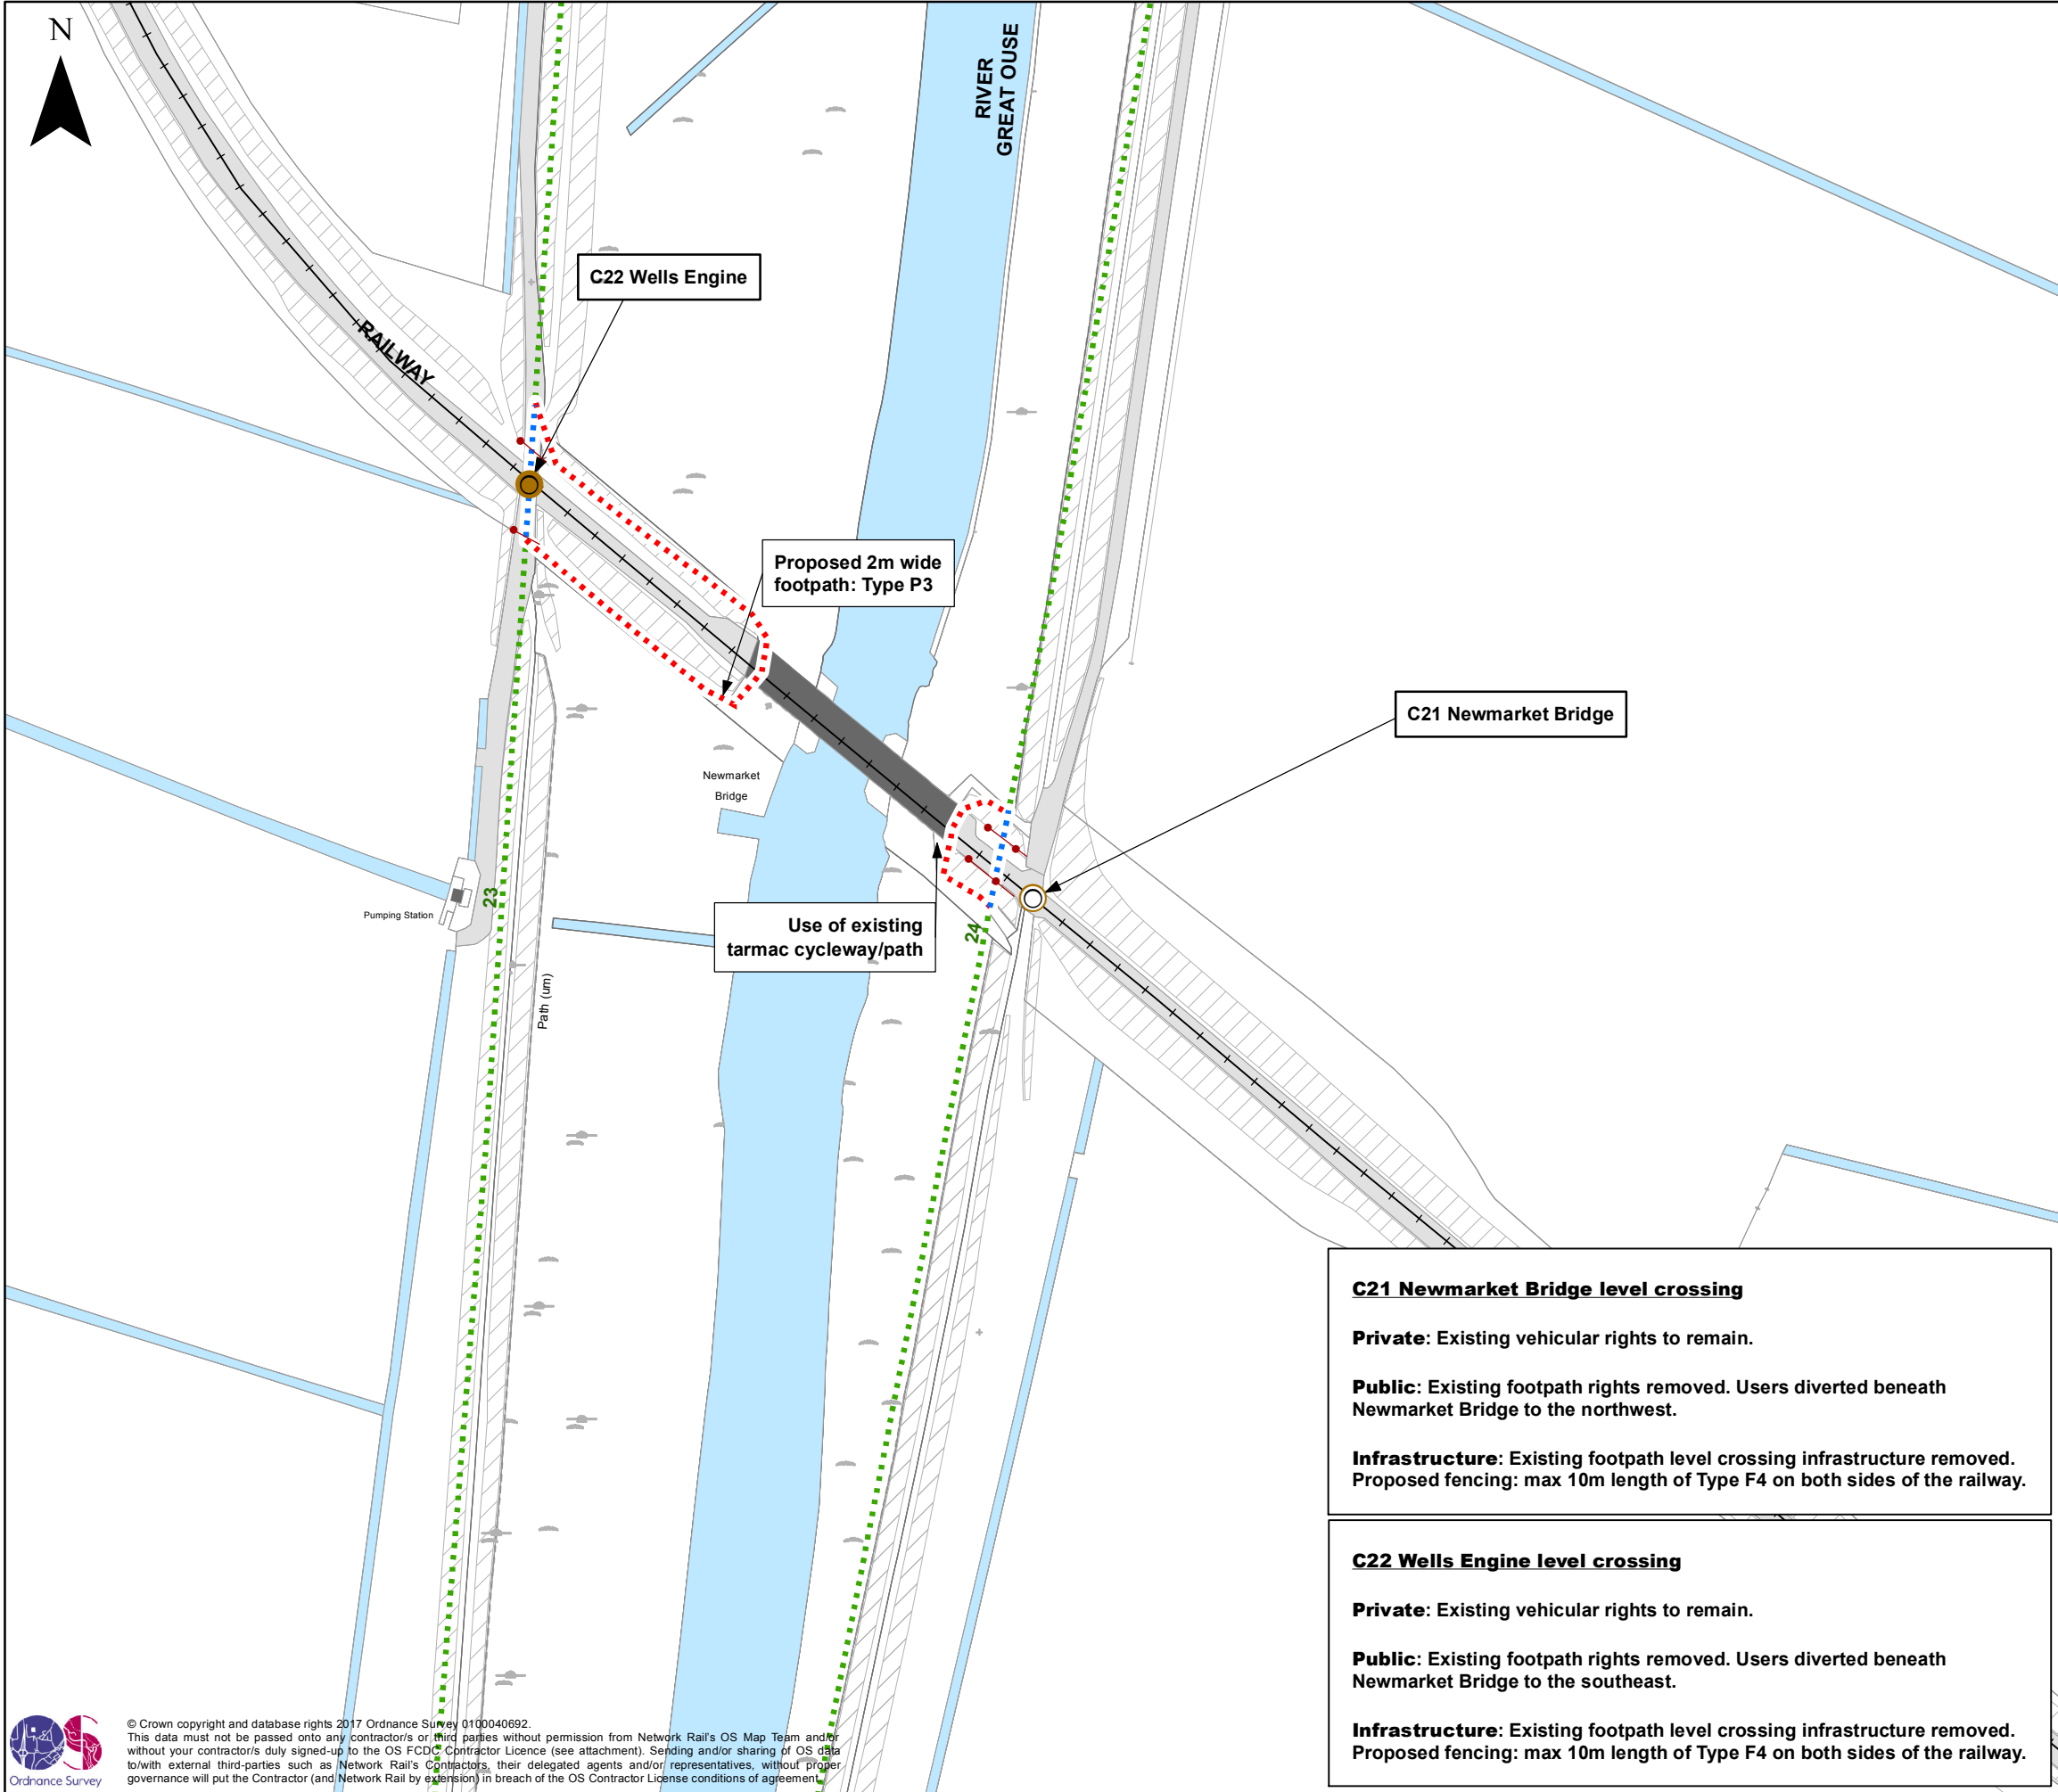 N
RIVER
GREAT OUSE
C22 Wells Engine
RAILWAY
Proposed 2m wide
footpath: Type P3
C21 Newmarket Bridge
Newmarket
Bridge
23
Pumping Station
Use of existing
tarmac cycleway/path
24
Path (um)
C21 Newmarket Bridge level crossing
Private: Existing vehicular rights to remain.
Public: Existing footpath rights removed. Users diverted beneath
Newmarket Bridge to the northwest.
Infrastructure: Existing footpath level crossing infrastructure removed.
Proposed fencing: max 10m length of Type F4 on both sides of the railway.
C22 Wells Engine level crossing
Private: Existing vehicular rights to remain.
Public: Existing footpath rights removed. Users diverted beneath
Newmarket Bridge to the southeast.
Infrastructure: Existing footpath level crossing infrastructure removed.
Proposed fencing: max 10m length of Type F4 on both sides of the railway.
Ordnance Survey
© Crown copyright and database rights 2017 Ordnance Survey 0100040692.
This data must not be passed onto any contractor/s or third parties without permission from Network Rail's OS Map Team and/or
without your contractor/s duly signed-up to the OS FCDC Contractor Licence (see attachment). Sending and/or sharing of OS data
to/with external third-parties such as Network Rail's Contractors, their delegated agents and/or representatives, without proper
governance will put the Contractor (and Network Rail by extension) in breach of the OS Contractor License conditions of agreement.